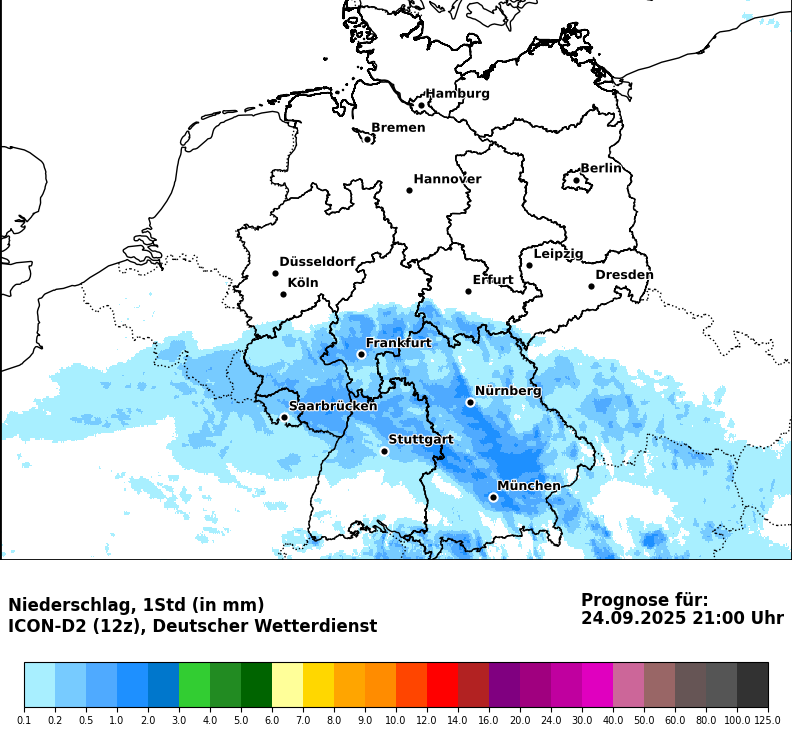 Hamburg
Bremen
Berlin
Hannover
Leipzig
Düsseldorf
Dresden
Köln
Erfurt
Frankfurt
Nürnberg
Saarbrücken
Stuttgart
München
Niederschlag, 1Std (in mm)
ICON-D2 (12z), Deutscher Wetterdienst
Prognose für:
24.09.2025 21:00 Uhr
0.1 0.2 0.5 1.0 2.0 3.0 4.0 5.0 6.0 7.0 8.0 9.0 10.0 12.0 14.0 16.0 20.0 24.0 30.0 40.0 50.0 60.0 80.0 100.0 125.0